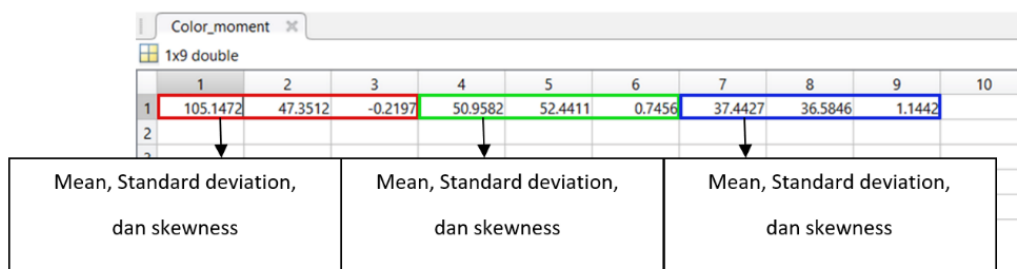 Color_moment
1x9 double
1 2 3 4 5 6 7 8 9 10
1 105.1472 47.3512 -0.2197 50.9582 52.4411 0.7456 37.4427 36.5846 1.1442
2
Mean, Standard deviation, Mean, Standard deviation, Mean, Standard deviation,
dan skewness dan skewness dan skewness